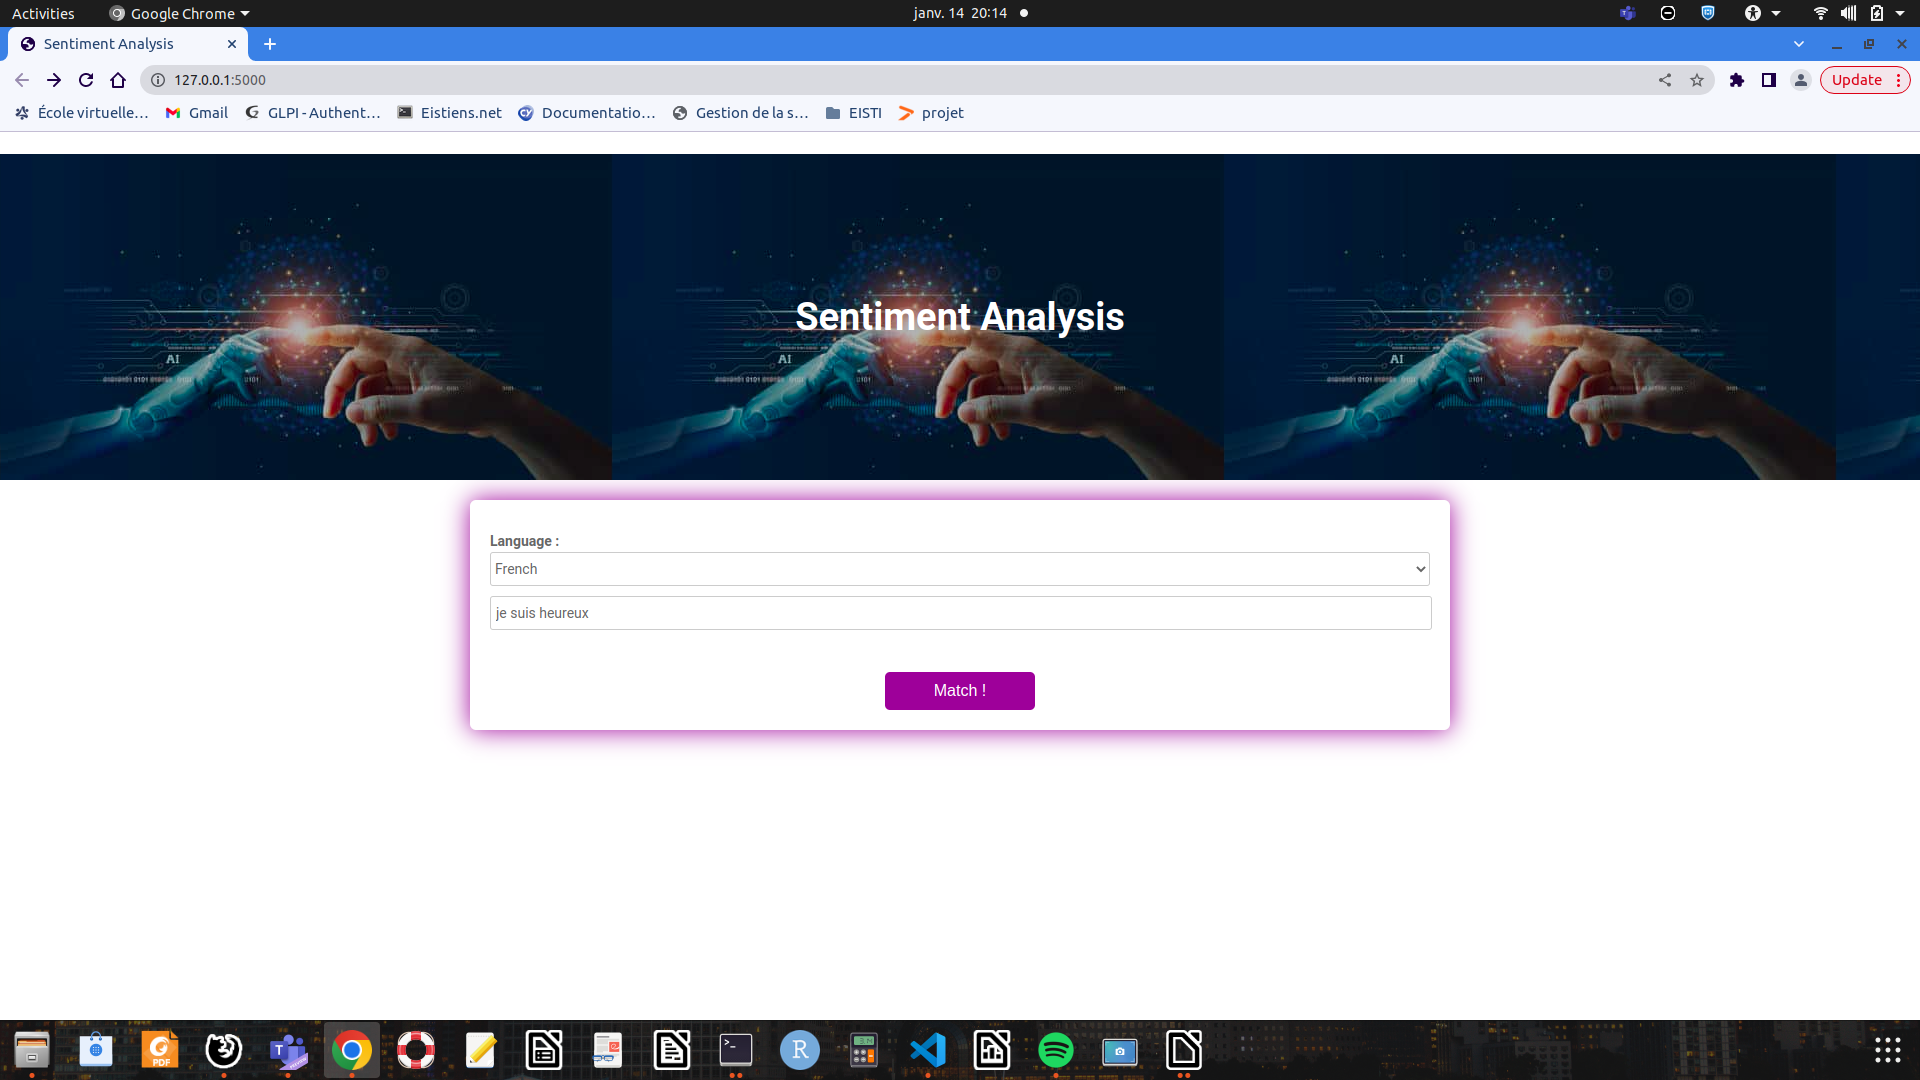 Activities Google Chrome janv. 14 20:14
Sentiment Analysis
127.0.0.1:5000 Update
École virtuelle… Gmail GLPI - Authent… Eistiens.net Documentatio… Gestion de la s… EISTI projet
Sentiment Analysis
AI AI AI
Language :
French
je suis heureux
Match !
PDF T >_ R